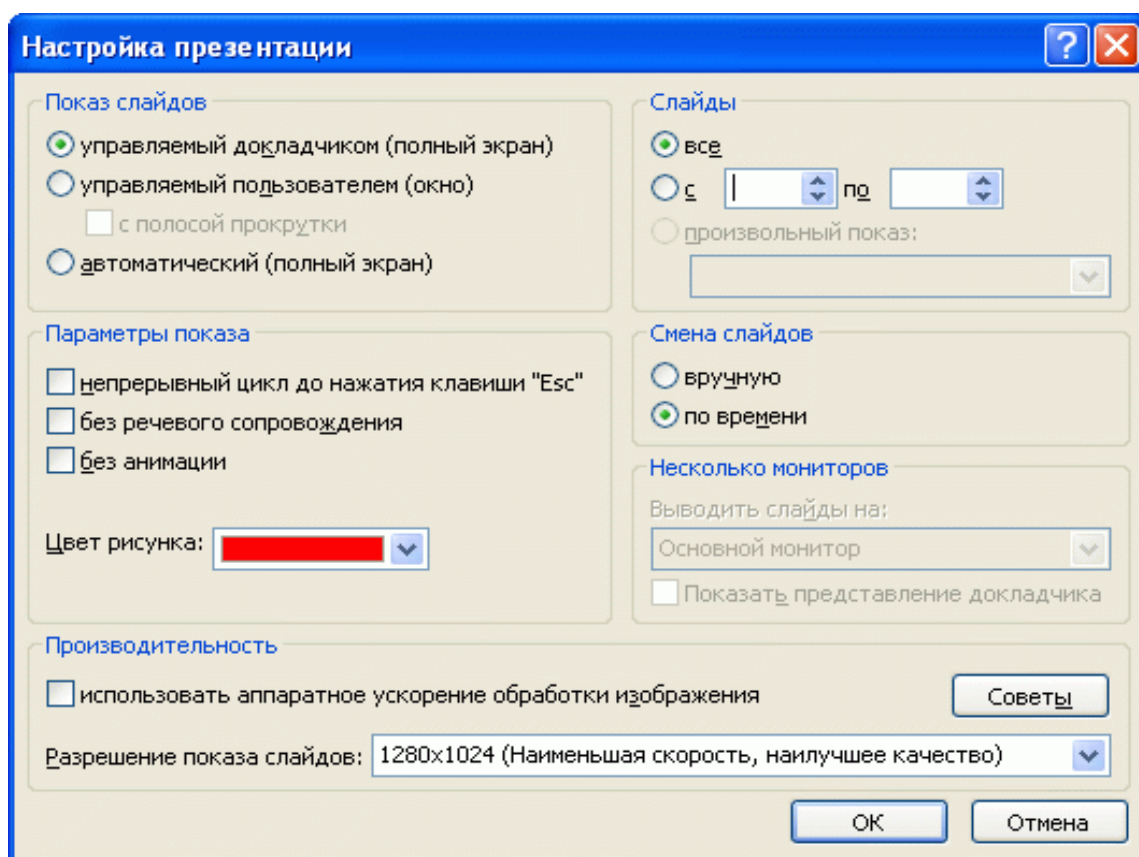 Настройка презентации
Показ слайдов
управляемый докладчиком (полный экран)
управляемый пользователем (окно)
с полосой прокрутки
автоматический (полный экран)
Слайды
все
с по
произвольный показ:
Параметры показа
непрерывный цикл до нажатия клавиши "Esc"
без речевого сопровождения
без анимации
Цвет рисунка:
Смена слайдов
вручную
по времени
Несколько мониторов
Выводить слайды на:
Основной монитор
Показать представление докладчика
Производительность
использовать аппаратное ускорение обработки изображения
Советы
Разрешение показа слайдов: 1280x1024 (Наименьшая скорость, наилучшее качество)
ОК Отмена